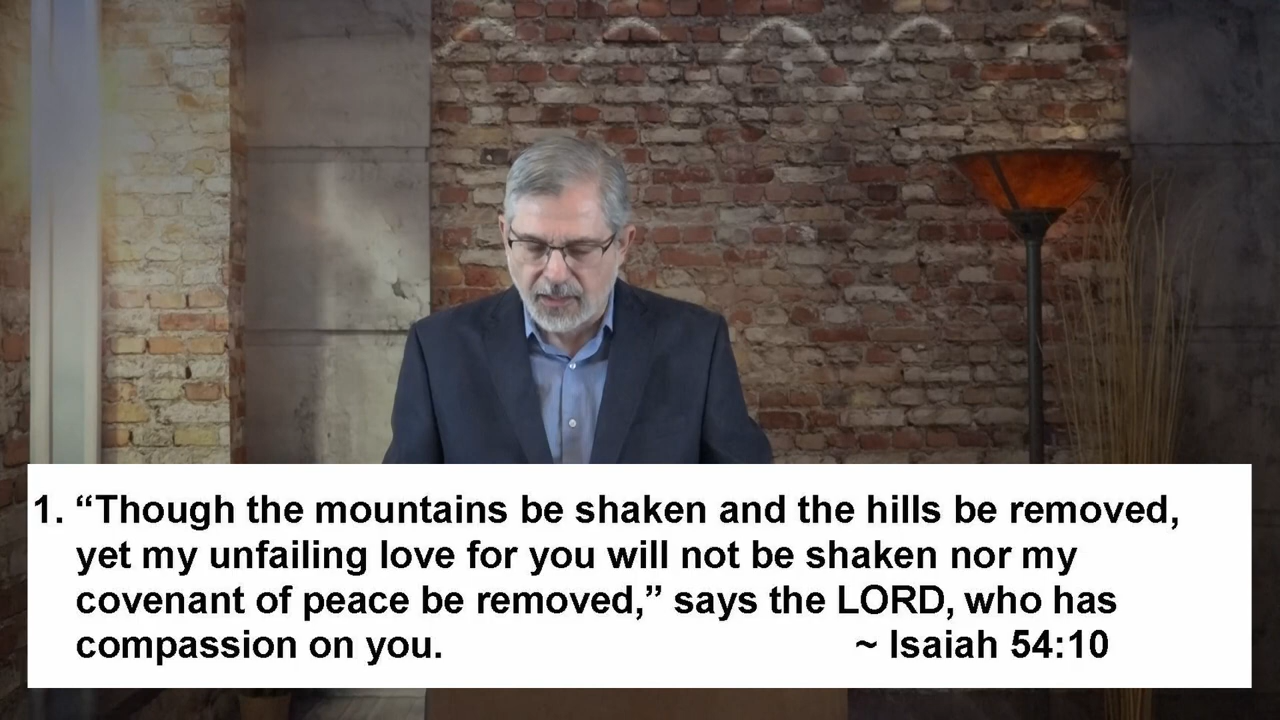 1. “Though the mountains be shaken and the hills be removed,
yet my unfailing love for you will not be shaken nor my
covenant of peace be removed,” says the LORD, who has
compassion on you. ~ Isaiah 54:10